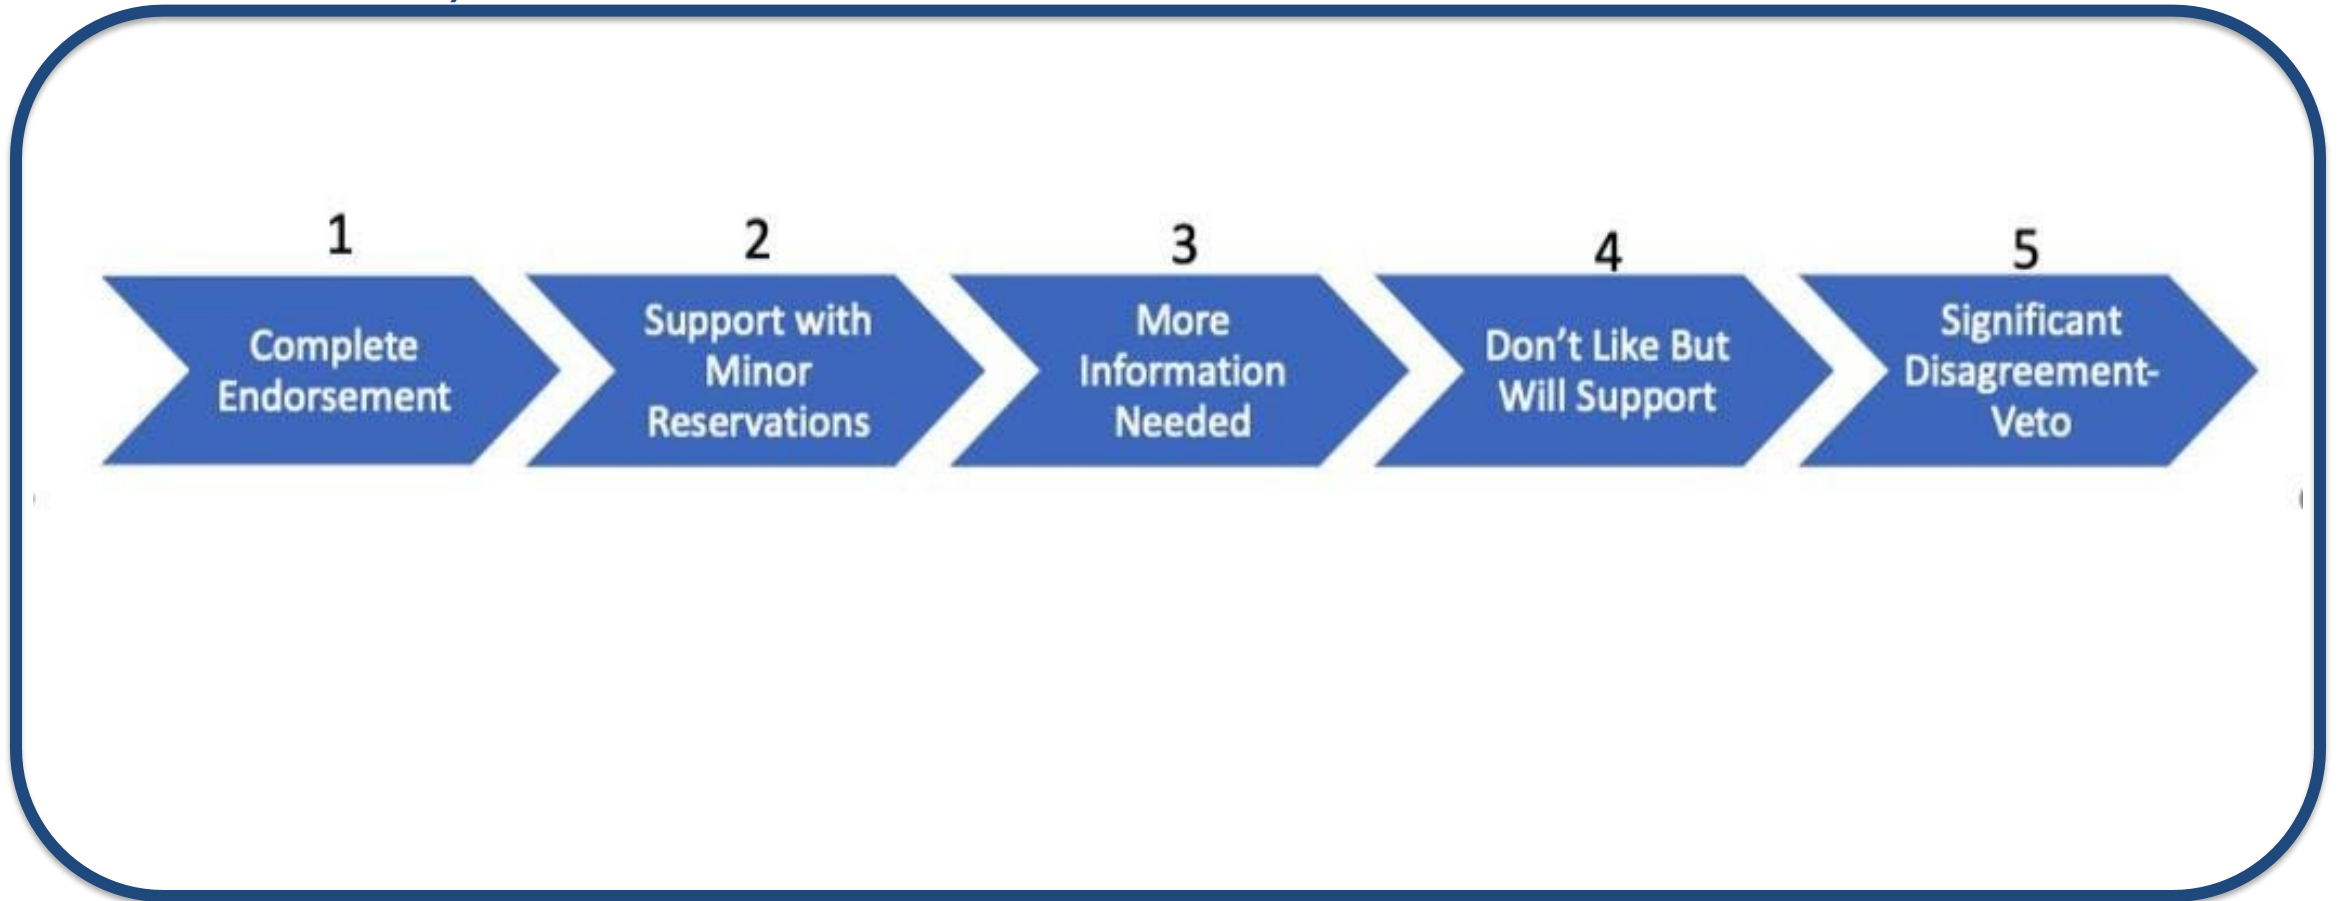 1
Complete
Endorsement
2
Support with
Minor
Reservations
3
More
Information
Needed
4
Don't Like But
Will Support
5
Significant
Disagreement-
Veto